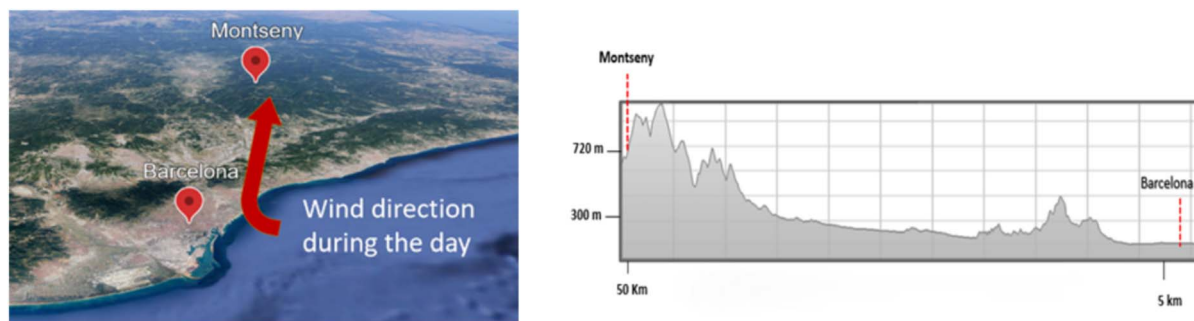 Montseny
Barcelona
Wind direction
during the day
Montseny
720 m
Barcelona
300 m
50 Km
5 km